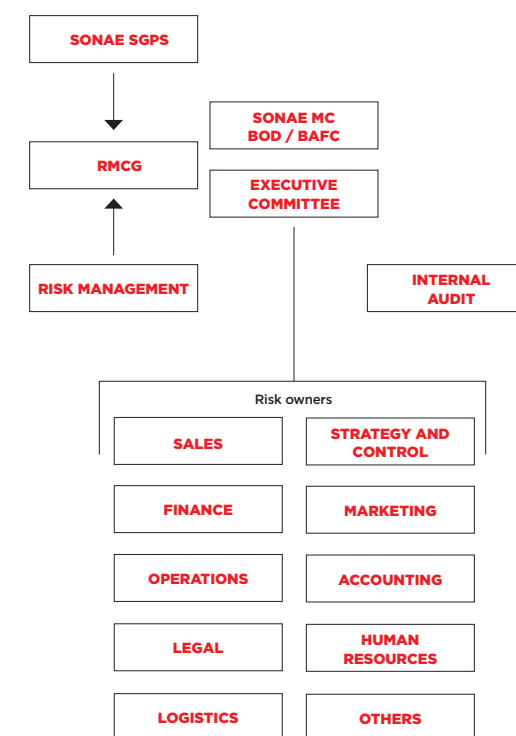 SONAE SGPS
SONAE MC
BOD / BAFC
RMCG
EXECUTIVE
COMMITTEE
RISK MANAGEMENT
INTERNAL
AUDIT
Risk owners
SALES
STRATEGY AND
CONTROL
FINANCE
MARKETING
OPERATIONS
ACCOUNTING
LEGAL
HUMAN
RESOURCES
LOGISTICS
OTHERS